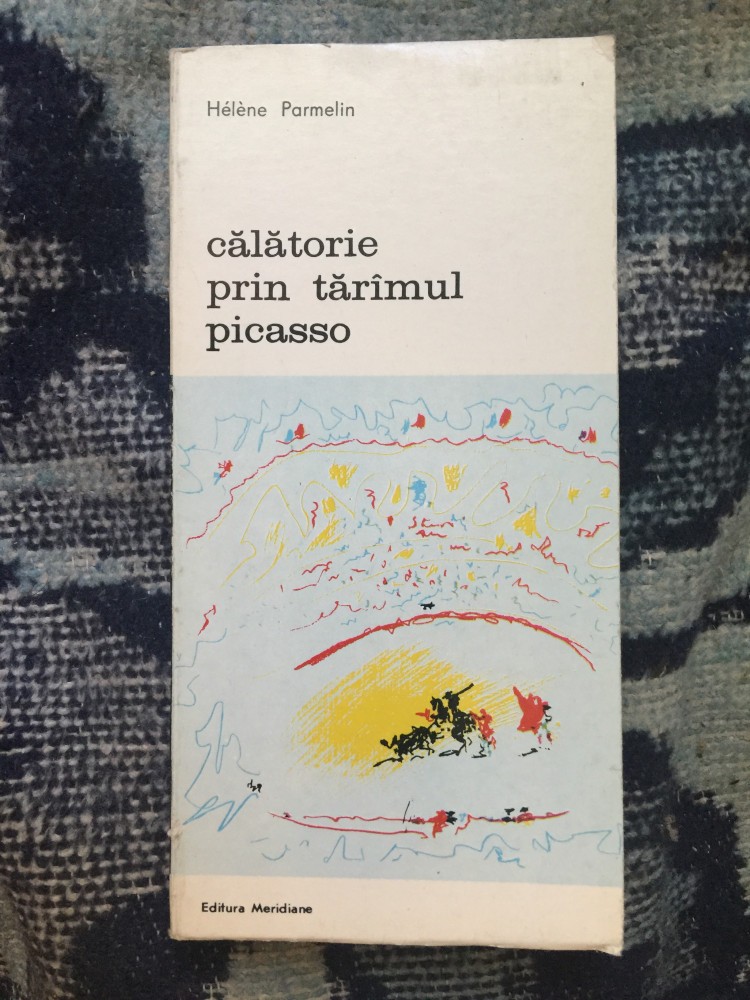 Hélène Parmelin
călătorie
prin tărîmul
picasso
Editura Meridiane